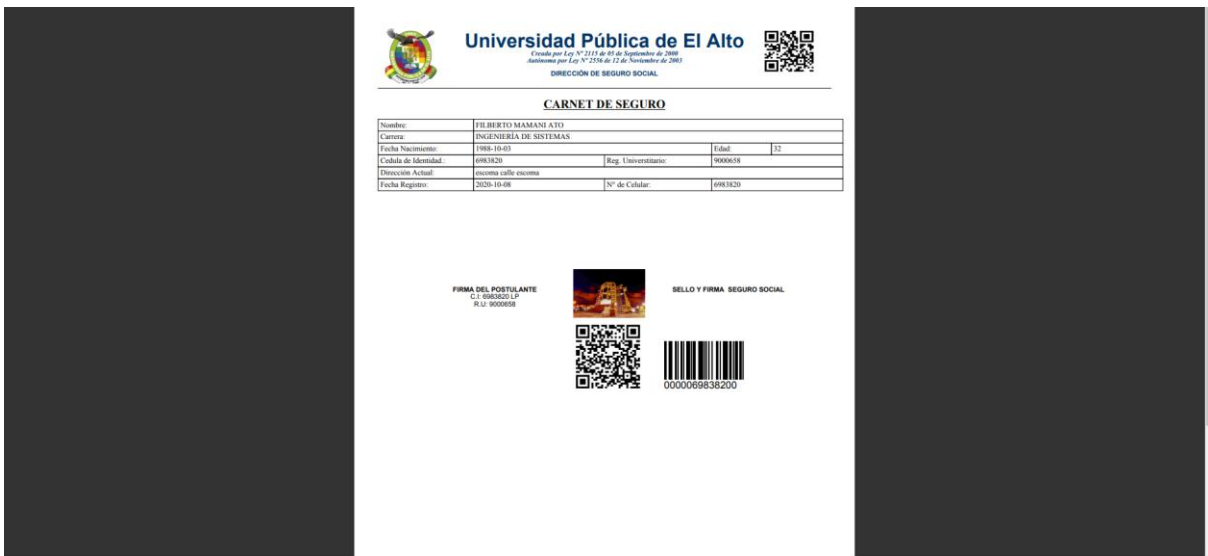 Universidad Pública de El Alto
Creada por Ley Nº 2115 de 05 de Septiembre de 2000
Autónoma por Ley Nº 2556 de 12 de Noviembre de 2003
DIRECCIÓN DE SEGURO SOCIAL
CARNET DE SEGURO
Nombre: FILBERTO MAMANI ATO
Carrera: INGENIERÍA DE SISTEMAS
Fecha Nacimiento: 1988-10-03 Edad: 32
Cedula de Identidad.: 6983820 Reg. Universtitario: 9000658
Dirección Actual: escoma calle escoma
Fecha Registro: 2020-10-08 Nº de Celular: 6983820
FIRMA DEL POSTULANTE
C.I: 6983820 LP
R.U: 9000658
SELLO Y FIRMA SEGURO SOCIAL
0000069838200